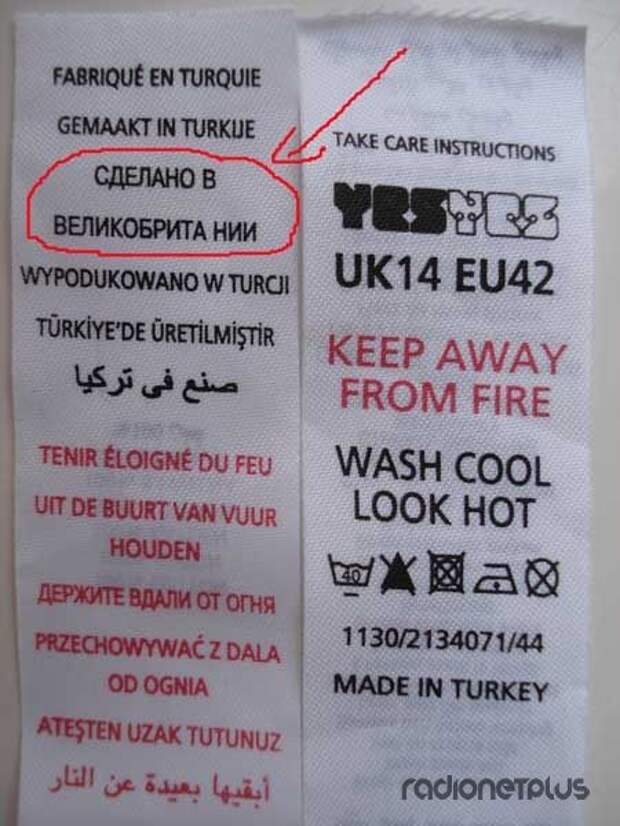 FABRIQUÉ EN TURQUIE
GEMAAKT IN TURKIJE
СДЕЛАНО В
ВЕЛИКОБРИТА НИИ
WYPODUKOWANO W TURCJI
TÜRKİYE'DE ÜRETİLMİŞTİR
صنع فى تركيا
TENIR ÉLOIGNÉ DU FEU
UIT DE BUURT VAN VUUR
HOUDEN
ДЕРЖИТЕ ВДАЛИ ОТ ОГНЯ
PRZECHOWYWAĆ Z DALA
OD OGNIA
ATEŞTEN UZAK TUTUNUZ
أبقيها بعيدة عن النار
TAKE CARE INSTRUCTIONS
YESYES
UK14 EU42
KEEP AWAY
FROM FIRE
WASH COOL
LOOK HOT
40
1130/2134071/44
MADE IN TURKEY
radionetplus